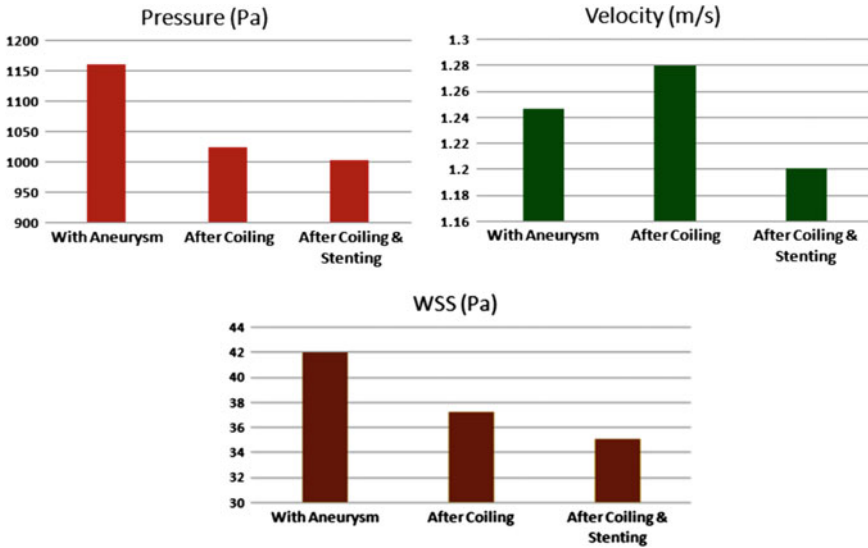 Pressure (Pa)
1200
1150
1100
1050
1000
950
900
With Aneurysm
After Coiling
After Coiling &
Stenting
Velocity (m/s)
1.3
1.28
1.26
1.24
1.22
1.2
1.18
1.16
With Aneurysm
After Coiling
After Coiling &
Stenting
WSS (Pa)
44
42
40
38
36
34
32
30
With Aneurysm
After Coiling
After Coiling &
Stenting